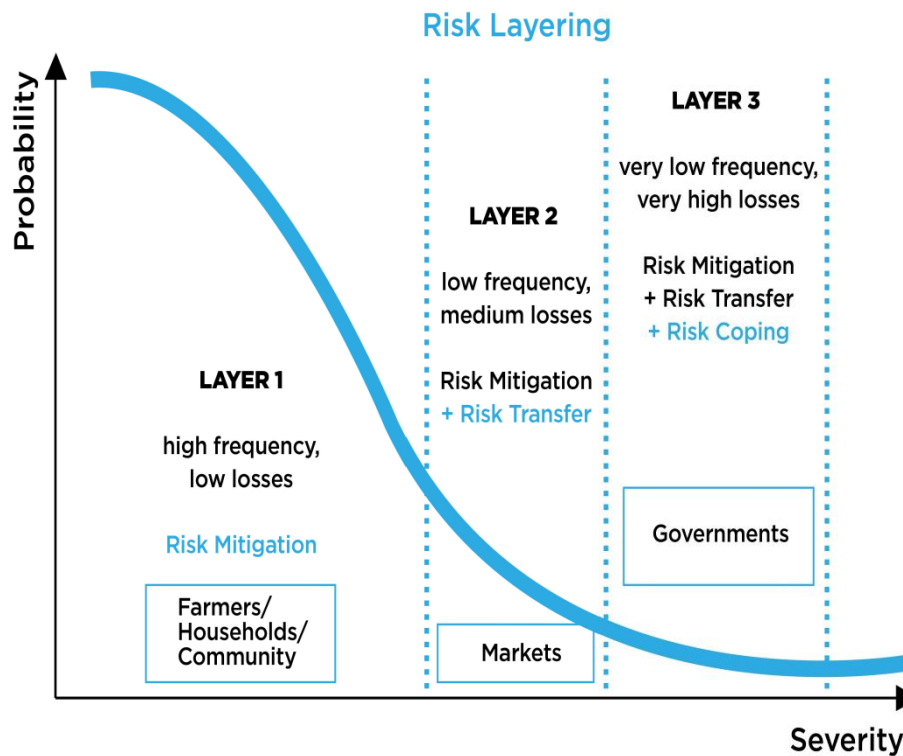 Risk Layering
Probability
LAYER 1
high frequency,
low losses
Risk Mitigation
Farmers/
Households/
Community
LAYER 2
low frequency,
medium losses
Risk Mitigation
+ Risk Transfer
Markets
LAYER 3
very low frequency,
very high losses
Risk Mitigation
+ Risk Transfer
+ Risk Coping
Governments
Severity